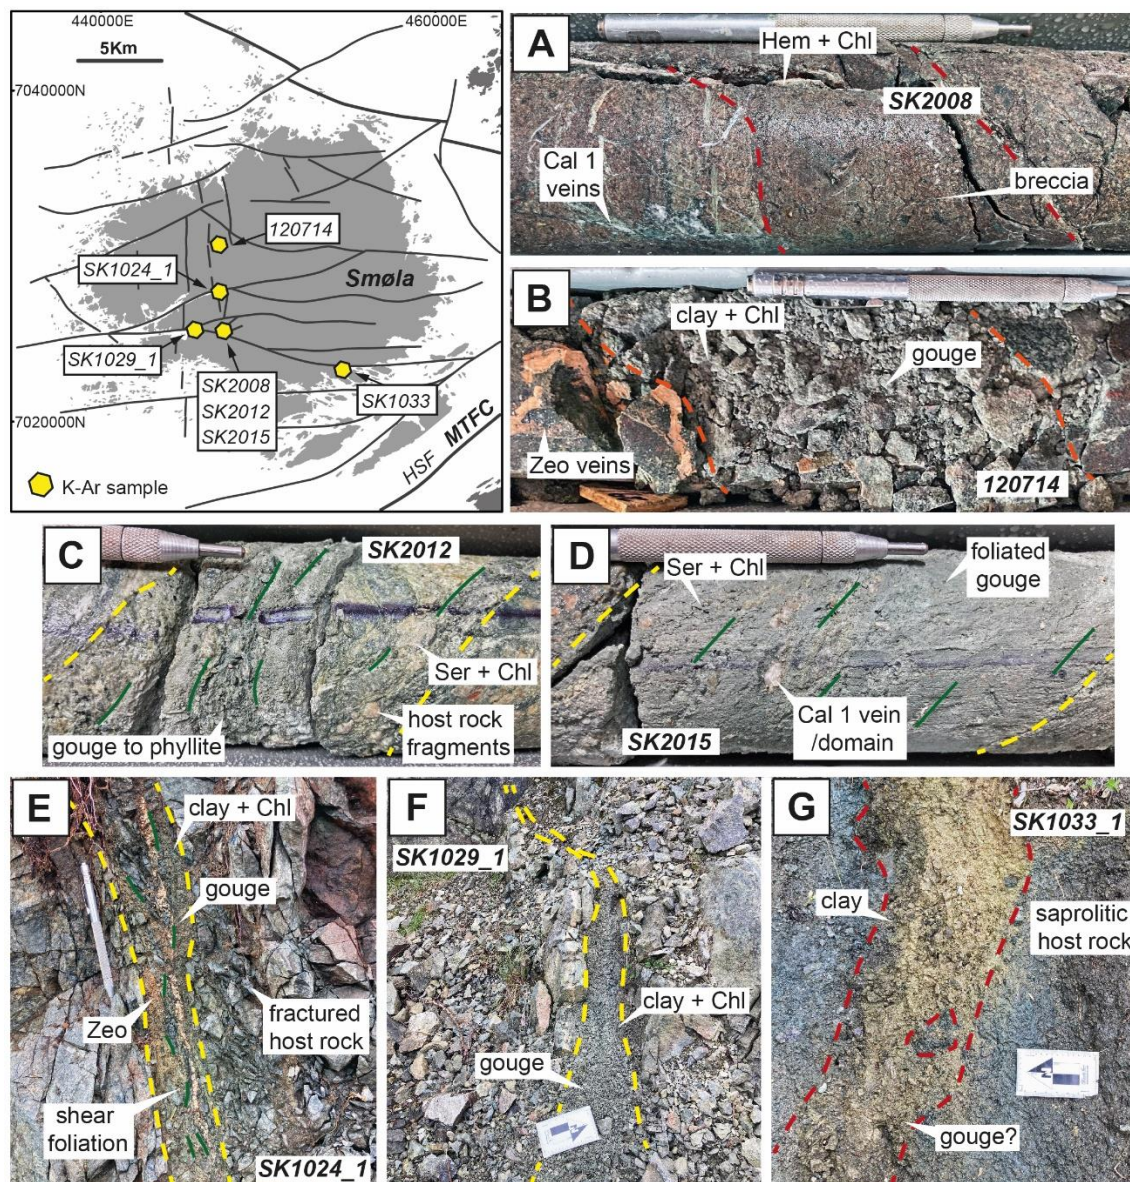 440000E
460000E
5Km
7040000N
120714
SK1024_1
Smøla
SK1029_1
SK2008
SK2012
SK2015
SK1033
7020000N
HSF
MTFC
K-Ar sample
A
Hem + Chl
SK2008
Cal 1
veins
breccia
B
clay + Chl
gouge
Zeo veins
120714
C
SK2012
Ser + Chl
gouge to phyllite
host rock
fragments
D
Ser + Chl
foliated
gouge
Cal 1 vein
/domain
SK2015
E
clay + Chl
gouge
Zeo
fractured
host rock
shear
foliation
SK1024_1
F
SK1029_1
clay + Chl
gouge
G
SK1033_1
clay
saprolitic
host rock
gouge?